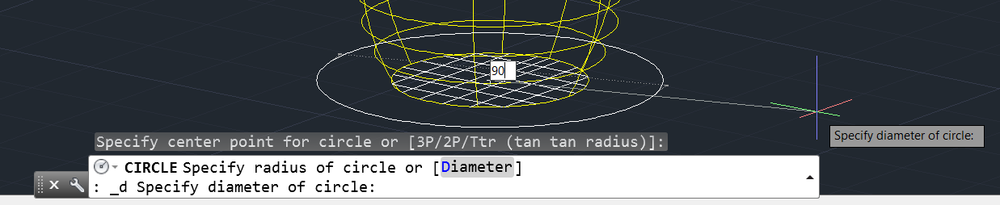 90
Specify diameter of circle:
Specify center point for circle or [3P/2P/Ttr (tan tan radius)]:
CIRCLE Specify radius of circle or [Diameter]
: _d Specify diameter of circle: